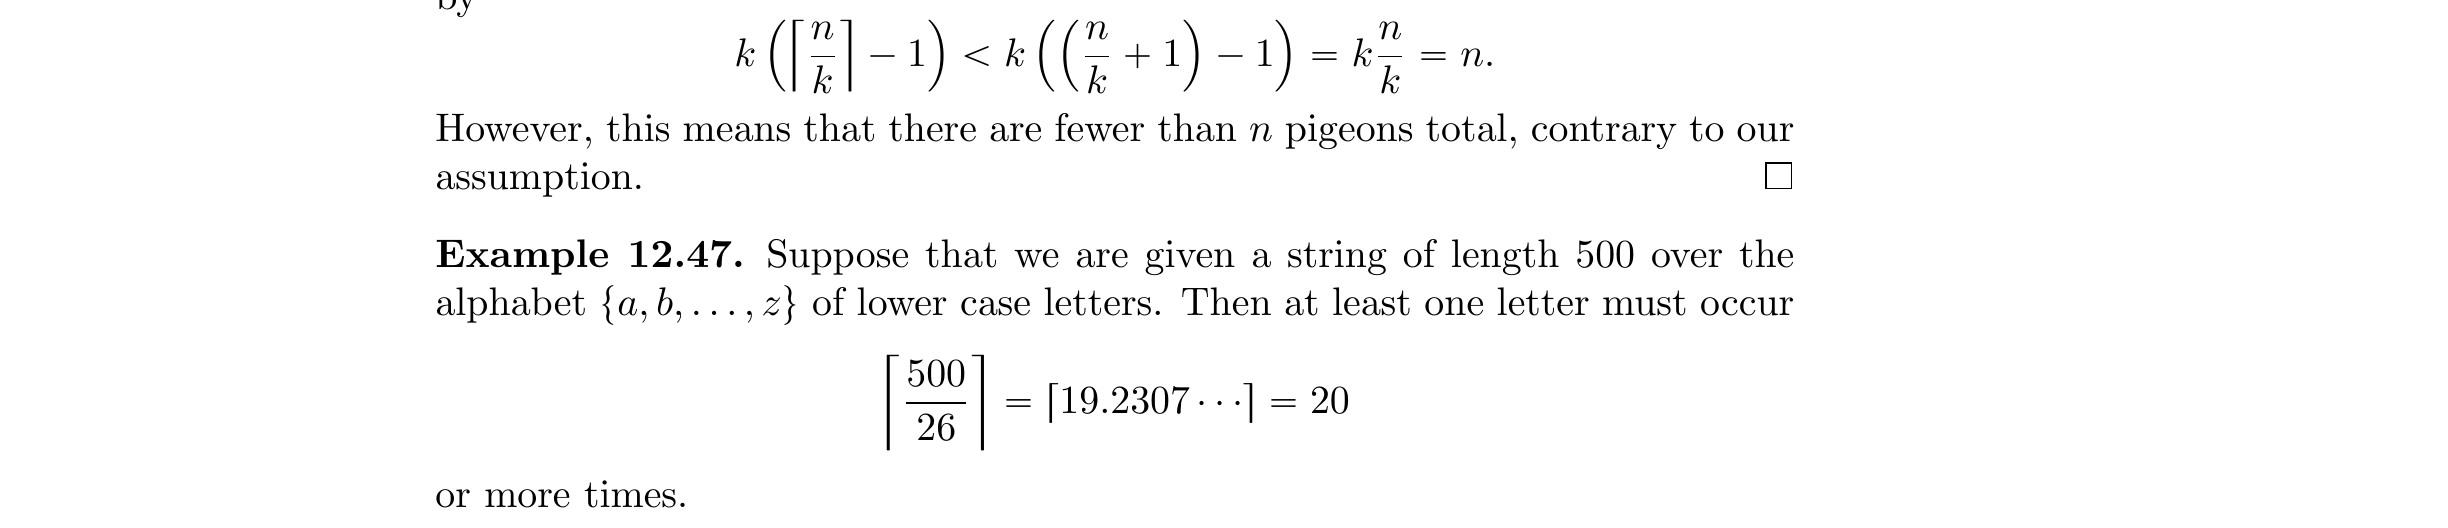 by
k (⌈n/k⌉ − 1) < k ((n/k + 1) − 1) = k n/k = n.
However, this means that there are fewer than n pigeons total, contrary to our
assumption. □
Example 12.47. Suppose that we are given a string of length 500 over the
alphabet {a, b, . . . , z} of lower case letters. Then at least one letter must occur
⌈500/26⌉ = ⌈19.2307 · · ·⌉ = 20
or more times.